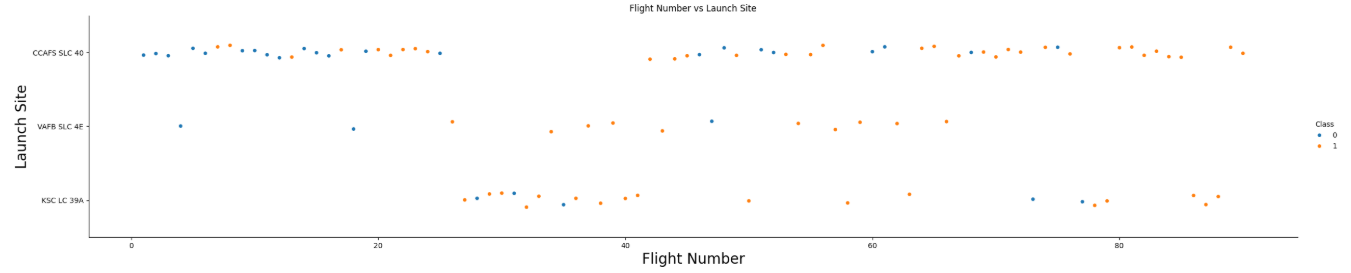 Flight Number vs Launch Site
CCAFS SLC 40
VAFB SLC 4E
KSC LC 39A
Launch Site
0
20
40
60
80
Flight Number
Class
0
1